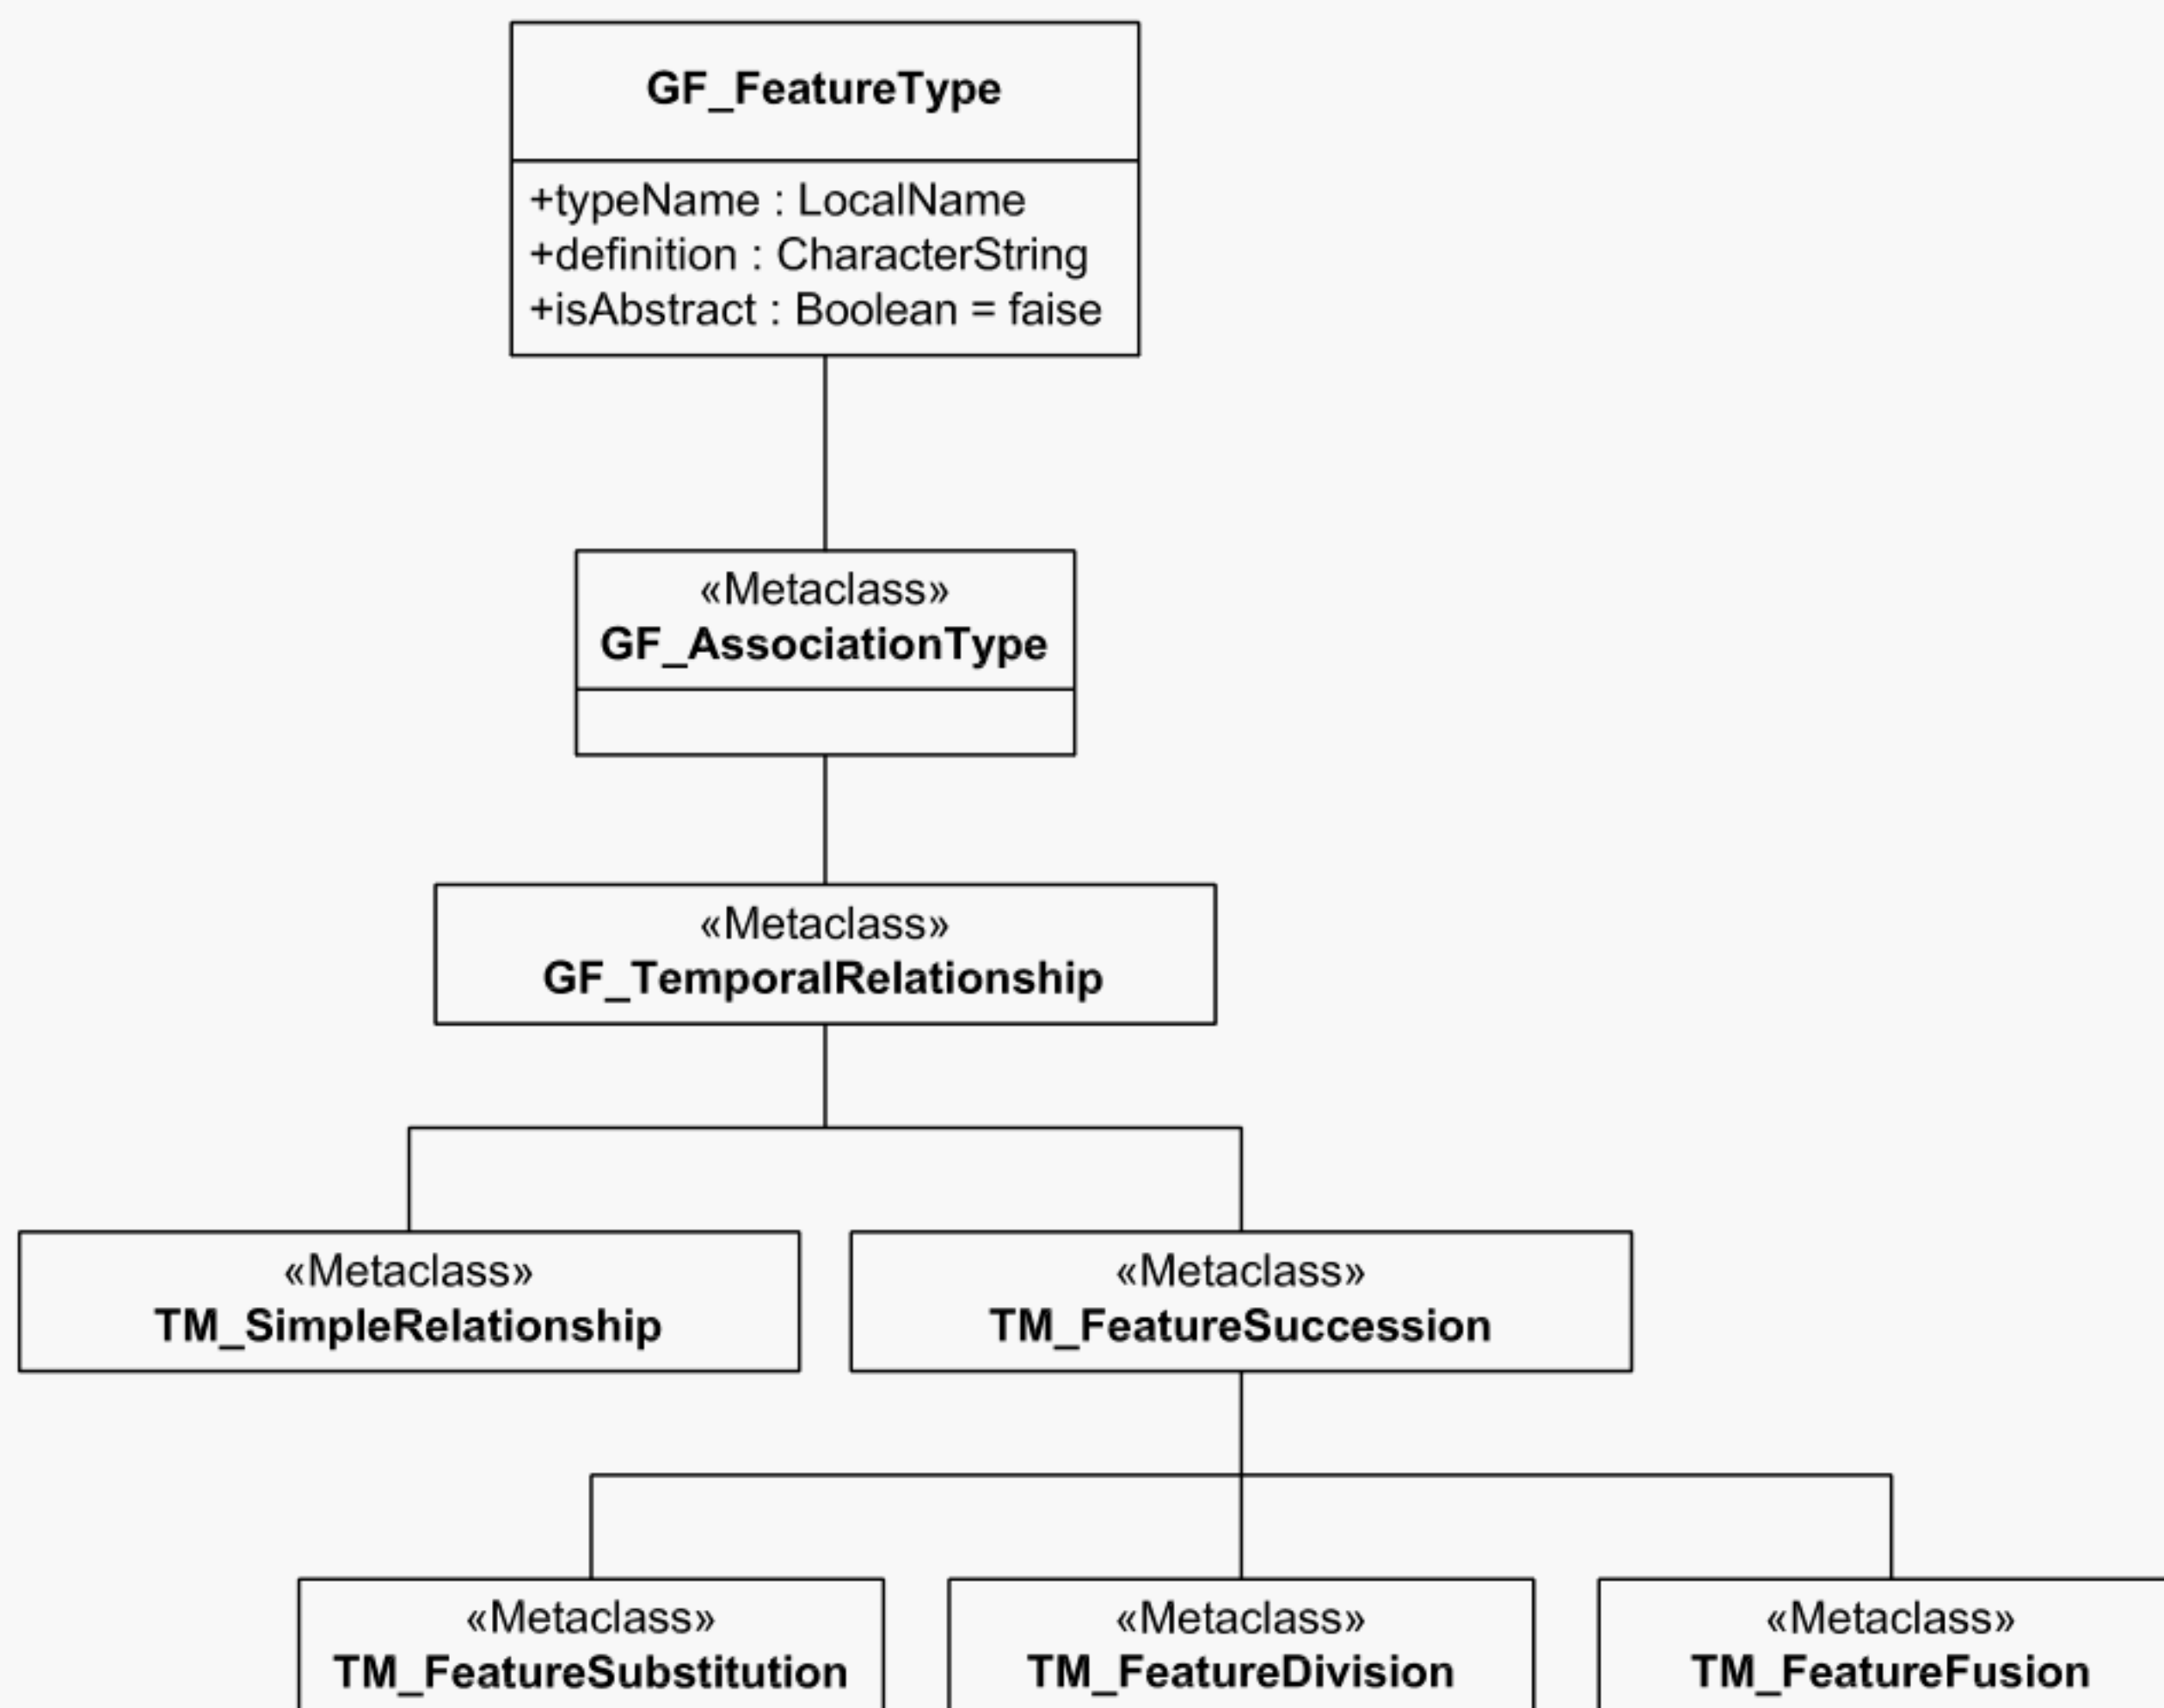 GF_FeatureType
+typeName : LocalName
+definition : CharacterString
+isAbstract : Boolean = faise
«Metaclass»
GF_AssociationType
«Metaclass»
GF_TemporalRelationship
«Metaclass»
TM_SimpleRelationship
«Metaclass»
TM_FeatureSuccession
«Metaclass»
TM_FeatureSubstitution
«Metaclass»
TM_FeatureDivision
«Metaclass»
TM_FeatureFusion